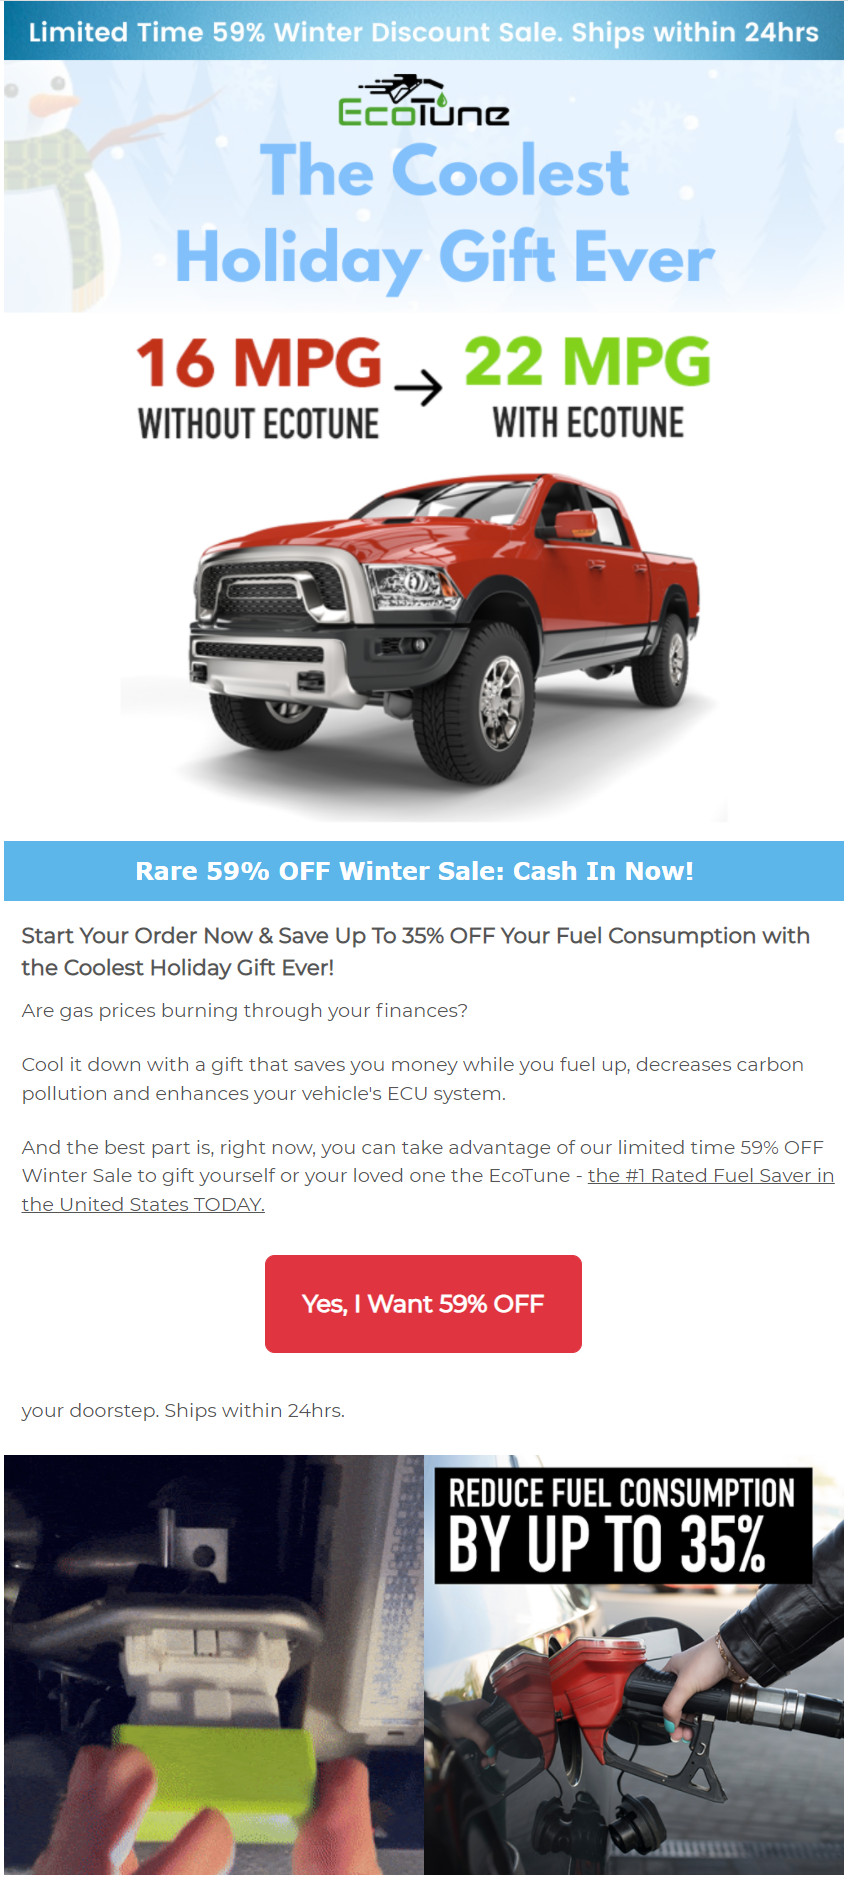 Limited Time 59% Winter Discount Sale. Ships within 24hrs
EcoTune
The Coolest
Holiday Gift Ever
16 MPG
WITHOUT ECOTUNE
22 MPG
WITH ECOTUNE
Rare 59% OFF Winter Sale: Cash In Now!
Start Your Order Now & Save Up To 35% OFF Your Fuel Consumption with
the Coolest Holiday Gift Ever!
Are gas prices burning through your finances?
Cool it down with a gift that saves you money while you fuel up, decreases carbon
pollution and enhances your vehicle's ECU system.
And the best part is, right now, you can take advantage of our limited time 59% OFF
Winter Sale to gift yourself or your loved one the EcoTune - the #1 Rated Fuel Saver in
the United States TODAY.
Yes, I Want 59% OFF
your doorstep. Ships within 24hrs.
REDUCE FUEL CONSUMPTION
BY UP TO 35%